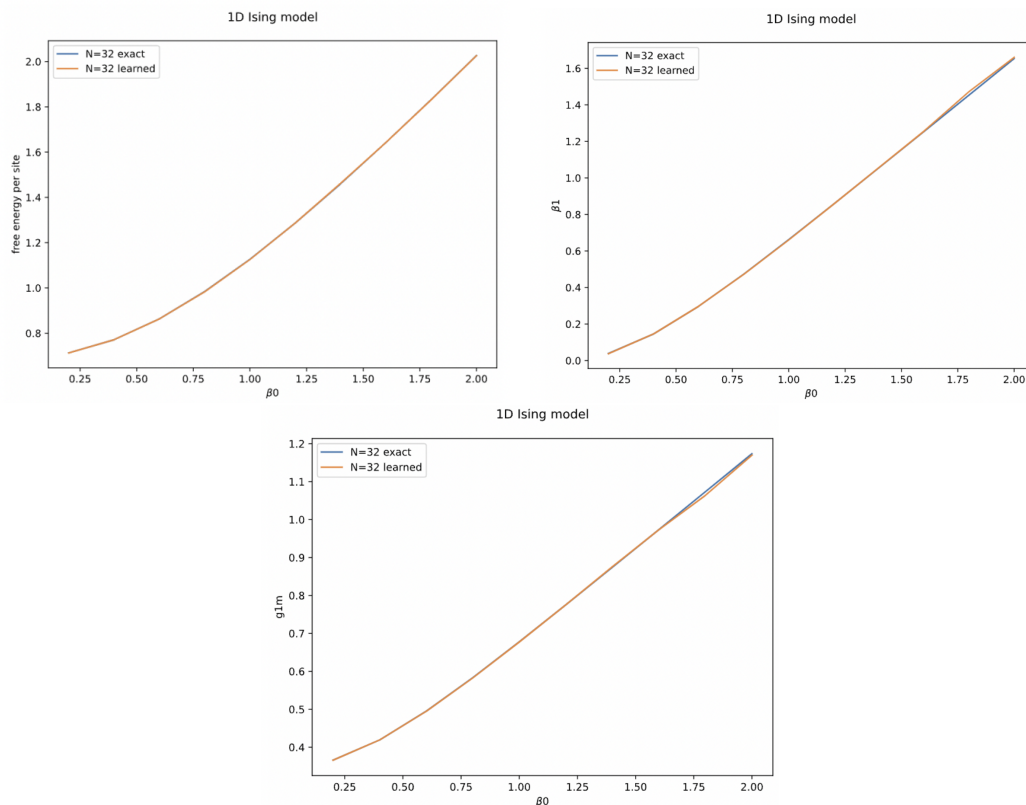 1D Ising model
N=32 exact
N=32 learned
free energy per site
2.0
1.8
1.6
1.4
1.2
1.0
0.8
0.25 0.50 0.75 1.00 1.25 1.50 1.75 2.00
β0
1D Ising model
N=32 exact
N=32 learned
β1
1.6
1.4
1.2
1.0
0.8
0.6
0.4
0.2
0.0
0.25 0.50 0.75 1.00 1.25 1.50 1.75 2.00
β0
1D Ising model
N=32 exact
N=32 learned
g1m
1.2
1.1
1.0
0.9
0.8
0.7
0.6
0.5
0.4
0.25 0.50 0.75 1.00 1.25 1.50 1.75 2.00
β0